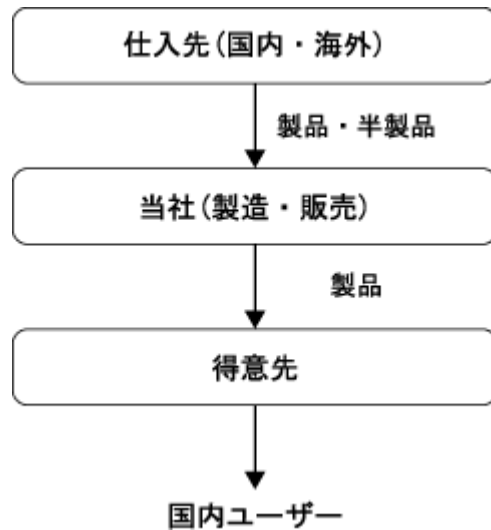 仕入先(国内・海外)
製品・半製品
当社(製造・販売)
製品
得意先
国内ユーザー